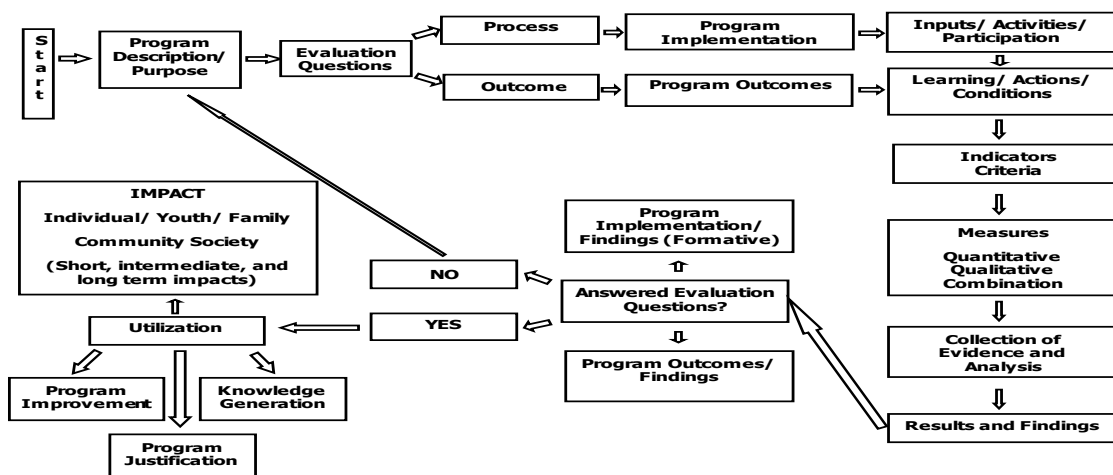 Start
Program
Description/
Purpose
Evaluation
Questions
Process
Program
Implementation
Inputs/ Activities/
Participation
Outcome
Program Outcomes
Learning/ Actions/
Conditions
Indicators
Criteria
Measures
Quantitative
Qualitative
Combination
Collection of
Evidence and
Analysis
Results and Findings
Program
Implementation/
Findings (Formative)
Answered Evaluation
Questions?
Program Outcomes/
Findings
NO
YES
IMPACT
Individual/ Youth/ Family
Community Society
(Short, intermediate, and
long term impacts)
Utilization
Program
Improvement
Knowledge
Generation
Program
Justification